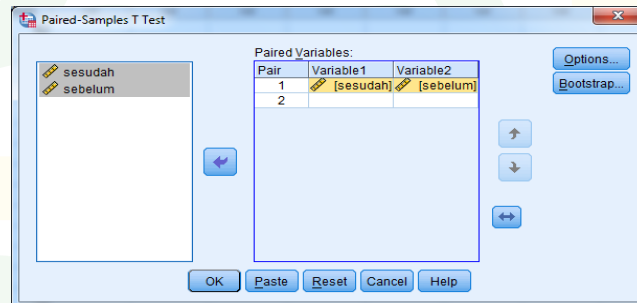 Paired-Samples T Test
Paired Variables:
sesudah
sebelum
Pair Variable1 Variable2
1 [sesudah] [sebelum]
2
Options...
Bootstrap...
OK Paste Reset Cancel Help